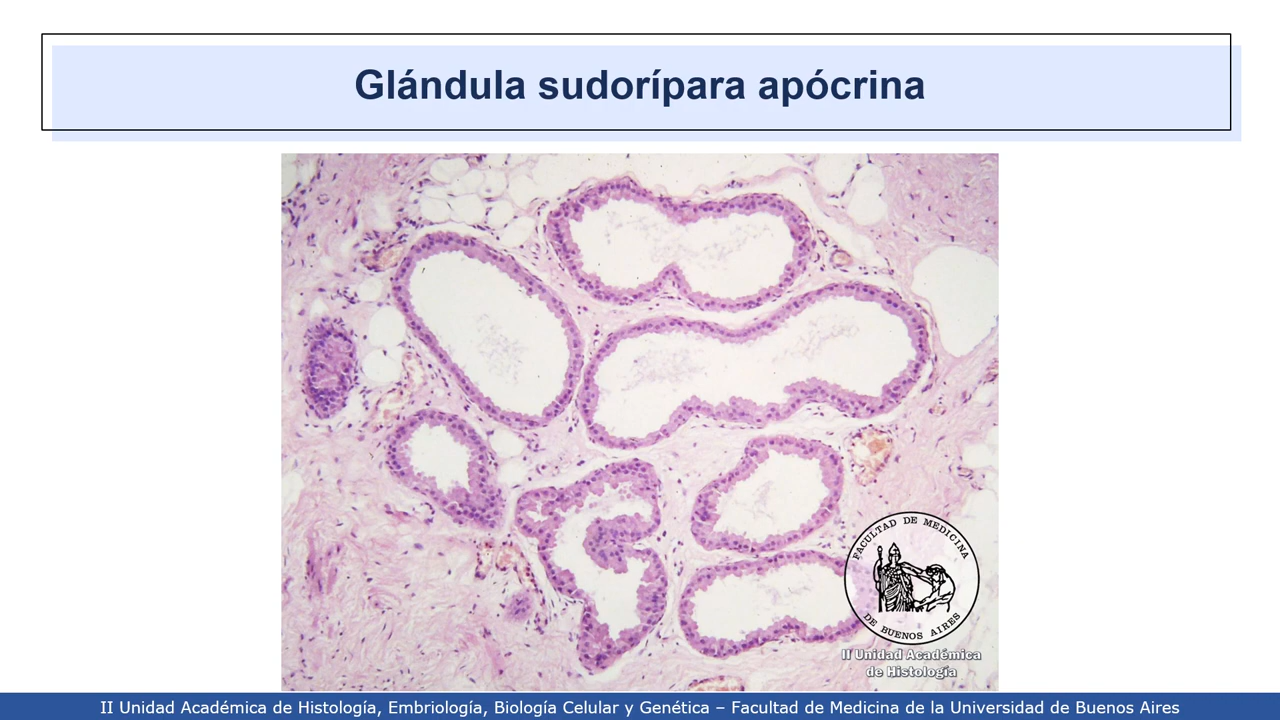 Glándula sudorípara apócrina
FACULTAD DE MEDICINA
DE BUENOS AIRES
II Unidad Académica
de Histología
II Unidad Académica de Histología, Embriología, Biología Celular y Genética – Facultad de Medicina de la Universidad de Buenos Aires